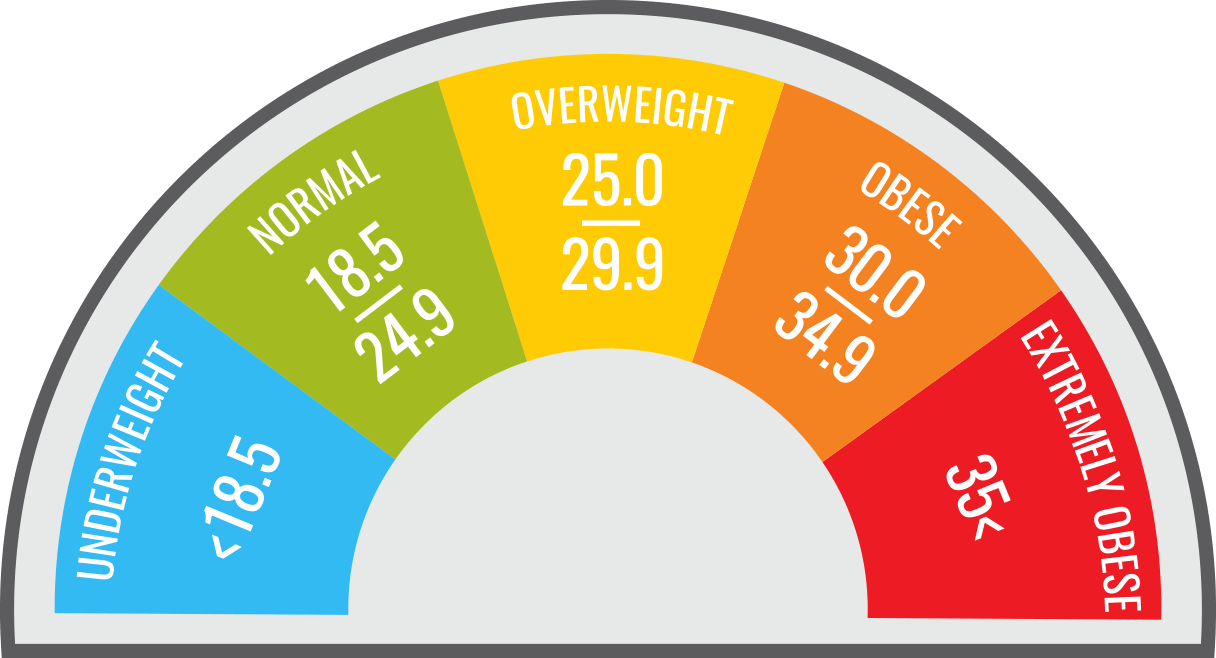 UNDERWEIGHT
<18.5
NORMAL
18.5
24.9
OVERWEIGHT
25.0
29.9
OBESE
30.0
34.9
EXTREMELY OBESE
35<